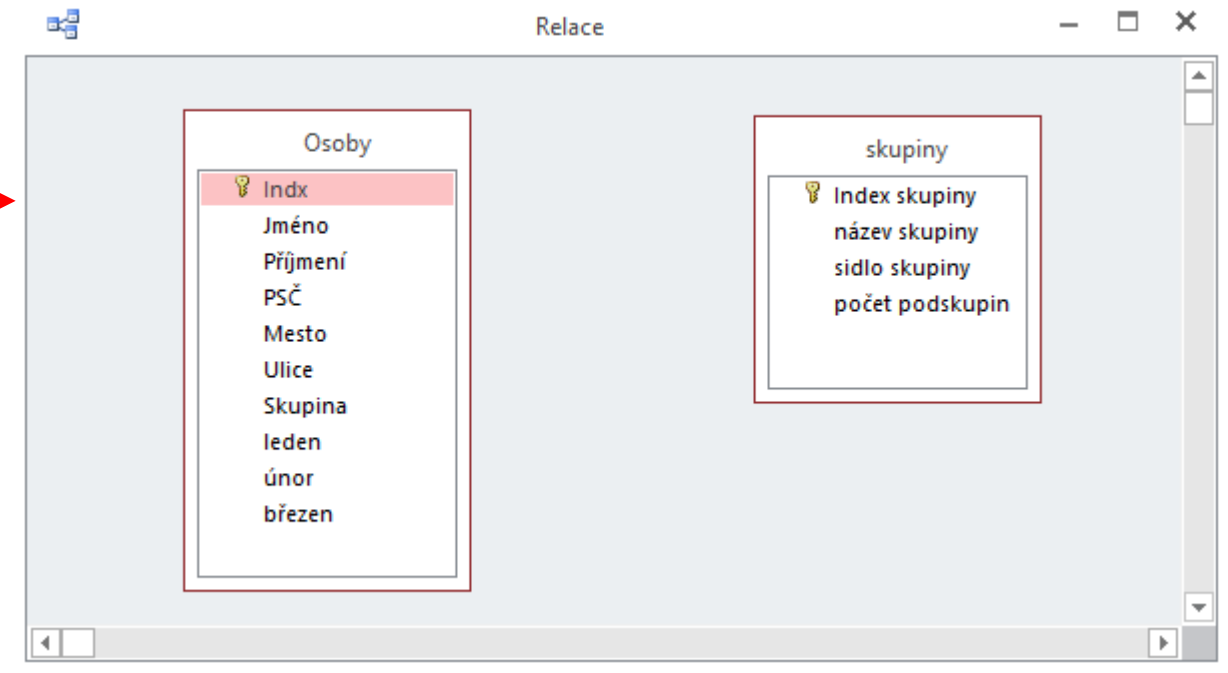 Relace
Osoby
Indx
Jméno
Příjmení
PSČ
Mesto
Ulice
Skupina
leden
únor
březen
skupiny
Index skupiny
název skupiny
sidlo skupiny
počet podskupin